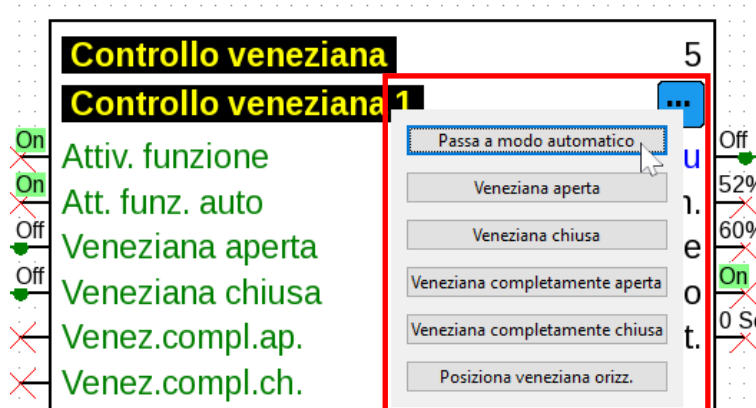 Controllo veneziana 5
Controllo veneziana 1 ...
On Attiv. funzione Passa a modo automatico u Off
On Att. funz. auto Veneziana aperta n. 52%
Off Veneziana aperta Veneziana chiusa e 60%
Off Veneziana chiusa Veneziana completamente aperta o On
Venez.compl.ap. Veneziana completamente chiusa t. 0 Se
Venez.compl.ch. Posiziona veneziana orizz.